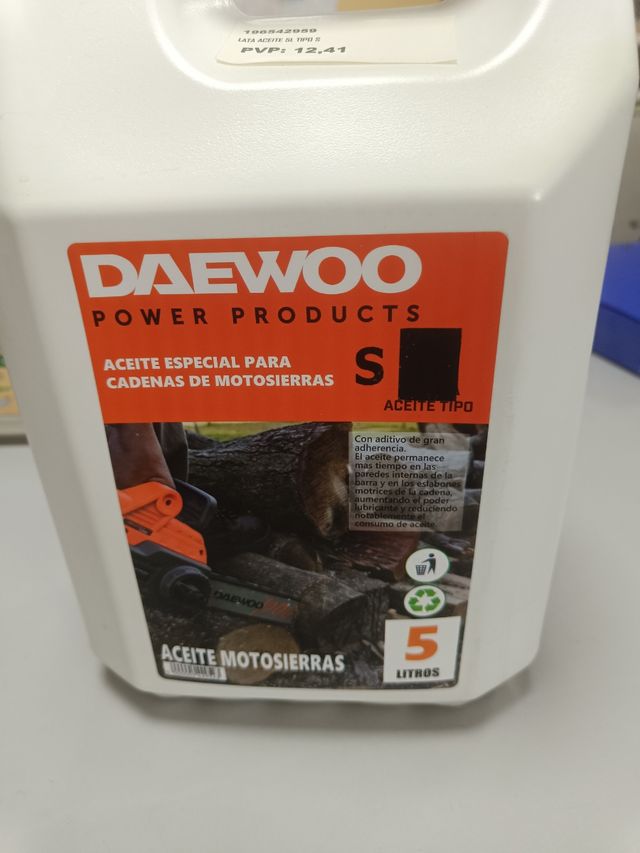 196542959
LATA ACEITE 5L TIPO S
PVP: 12,41
DAEWOO
POWER PRODUCTS
ACEITE ESPECIAL PARA
CADENAS DE MOTOSIERRAS
S
ACEITE TIPO
Con aditivo de gran
adherencia.
El aceite permanece
mas tiempo en las
paredes internas de la
barra y en los eslabones
motrices de la cadena,
aumentando el poder
lubricante y reduciendo
notablemente el
consumo de aceite.
DAEWOO
ACEITE MOTOSIERRAS
5
LITROS